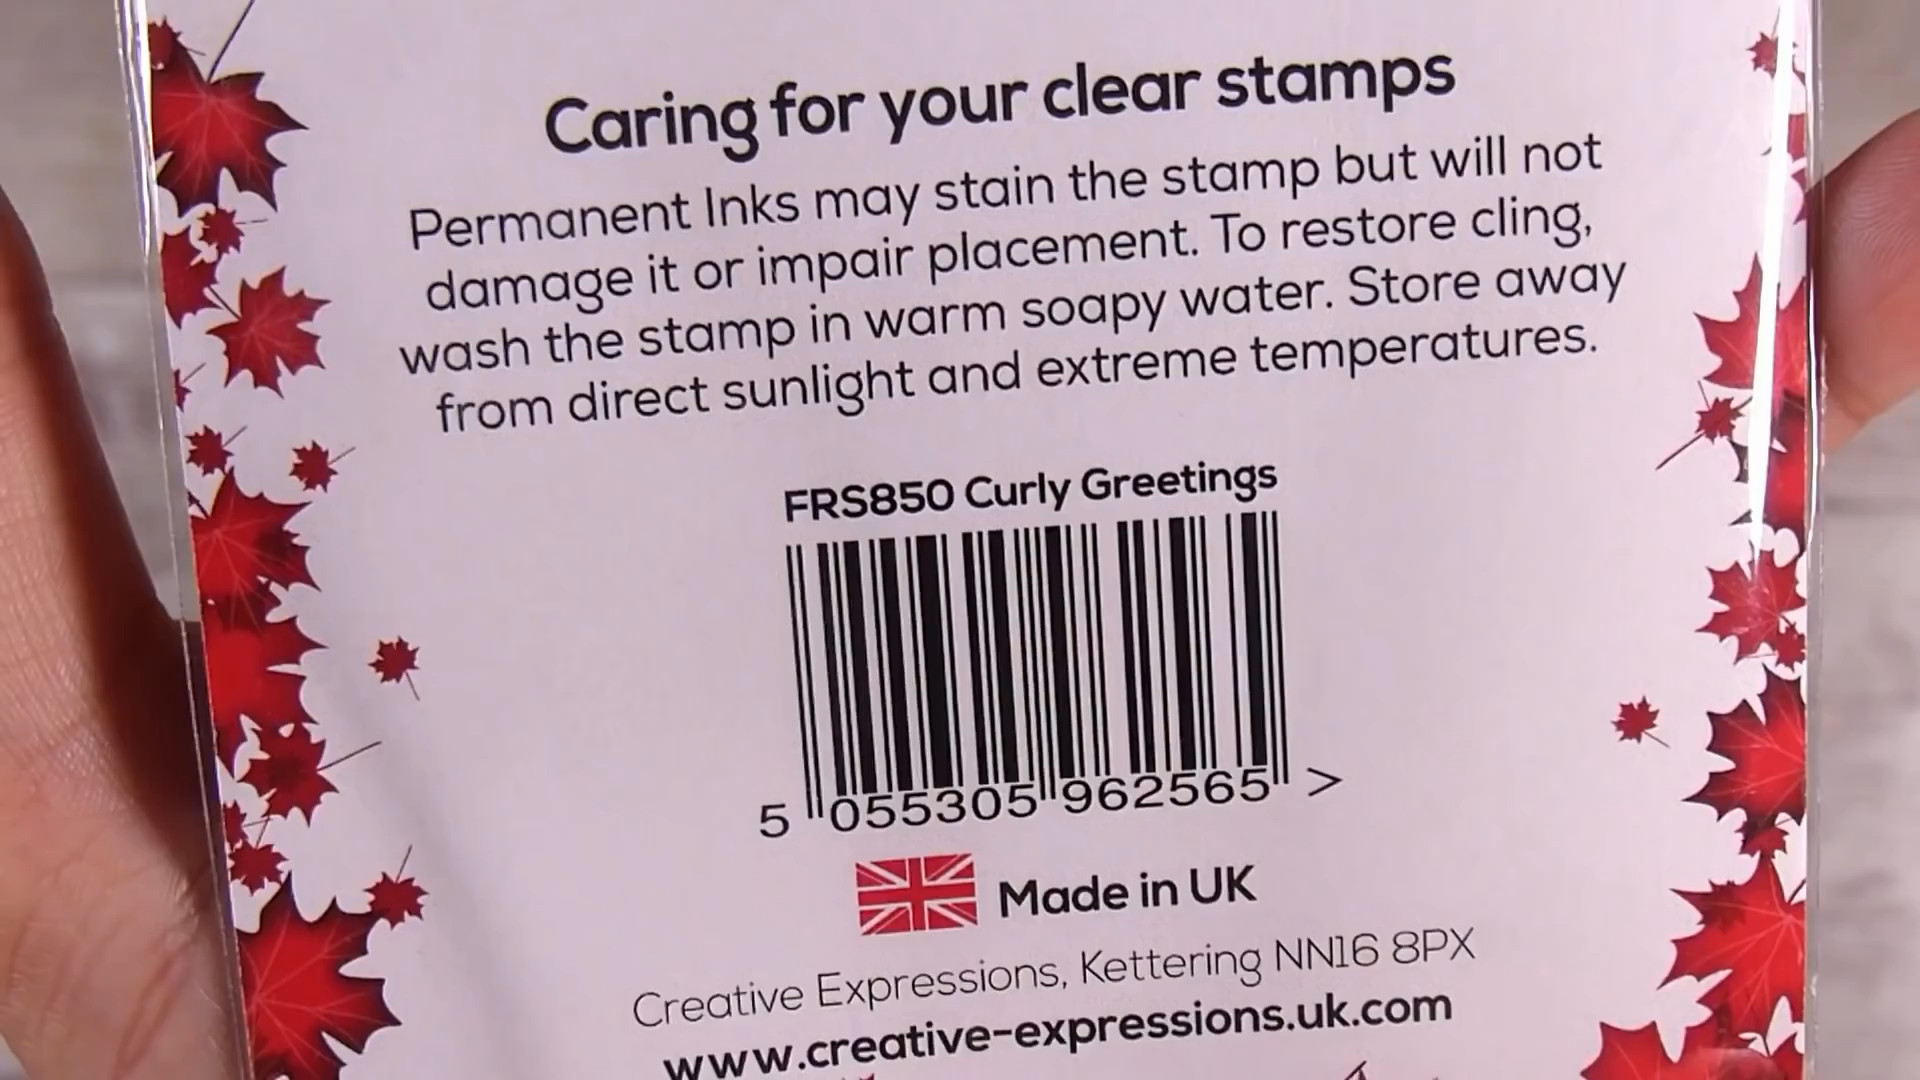 Caring for your clear stamps
Permanent Inks may stain the stamp but will not
damage it or impair placement. To restore cling,
wash the stamp in warm soapy water. Store away
from direct sunlight and extreme temperatures.
FRS850 Curly Greetings
5 055305 962565 >
Made in UK
Creative Expressions, Kettering NN16 8PX
www.creative-expressions.uk.com